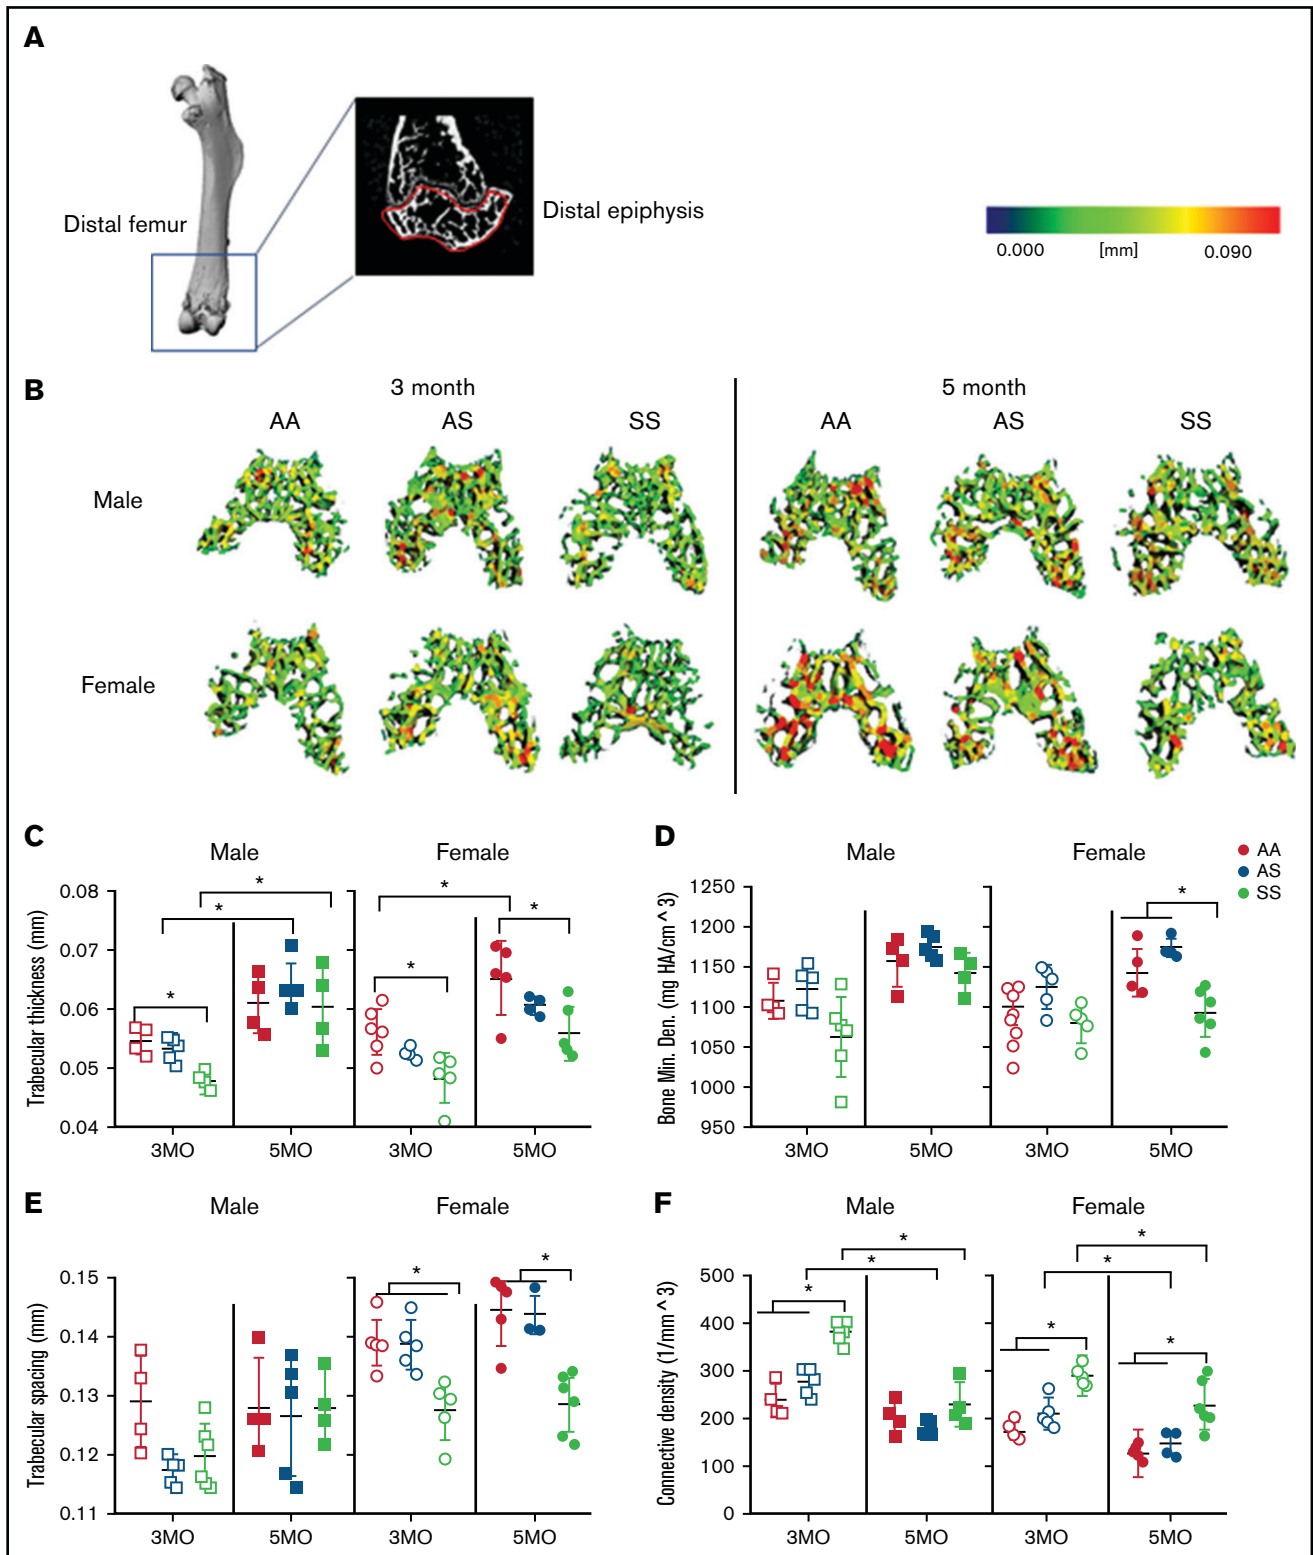 A
Distal femur
Distal epiphysis
0.000 [mm] 0.090
B
3 month 5 month
AA AS SS AA AS SS
Male
Female
C
Male Female
Trabecular thickness (mm)
0.08
0.07
0.06
0.05
0.04
* * * * * *
3MO 5MO 3MO 5MO
D
Male Female
AA
AS
SS
Bone Min. Den. (mg HA/cm^3)
1250
1200
1150
1100
1050
1000
950
*
3MO 5MO 3MO 5MO
E
Male Female
Trabecular spacing (mm)
0.15
0.14
0.13
0.12
0.11
* *
3MO 5MO 3MO 5MO
F
Male Female
Connective density (1/mm^3)
500
400
300
200
100
0
* * * * * * *
3MO 5MO 3MO 5MO